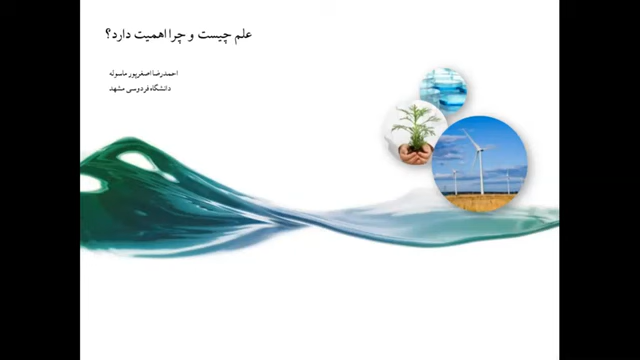 علم چیست و چرا اهمیت دارد؟
احمدرضا اصغرپور ماسوله
دانشگاه فردوسی مشهد